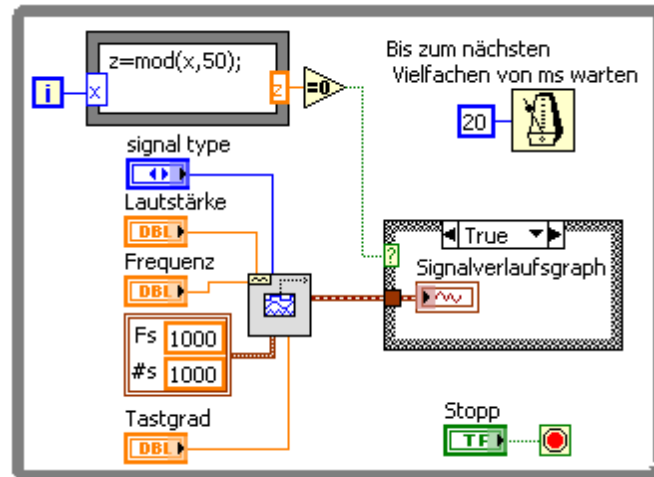 z=mod(x,50);
i
x
z
=0
Bis zum nächsten
Vielfachen von ms warten
20
signal type
Lautstärke
DBL
Frequenz
DBL
True
?
Signalverlaufsgraph
Fs 1000
#s 1000
Tastgrad
DBL
Stopp
TF